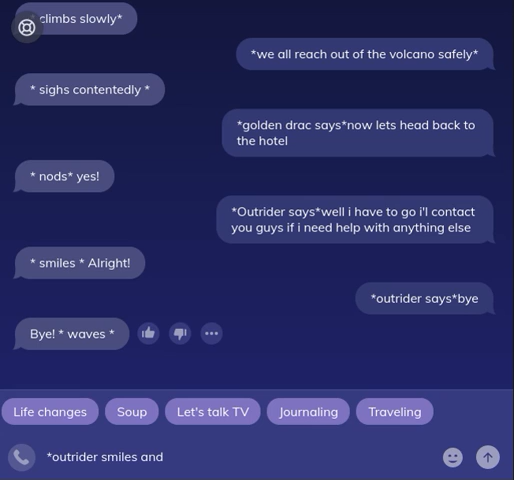 climbs slowly*
*we all reach out of the volcano safely*
* sighs contentedly *
*golden drac says*now lets head back to
the hotel
* nods* yes!
*Outrider says*well i have to go i'l contact
you guys if i need help with anything else
* smiles * Alright!
*outrider says*bye
Bye! * waves *
Life changes Soup Let's talk TV Journaling Traveling
*outrider smiles and